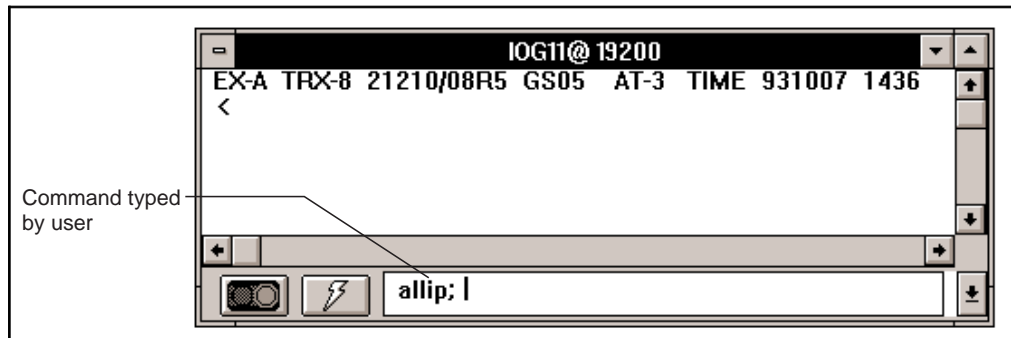 IOG11@ 19200
EX-A TRX-8 21210/08R5 GS05 AT-3 TIME 931007 1436
<
Command typed
by user
allip;